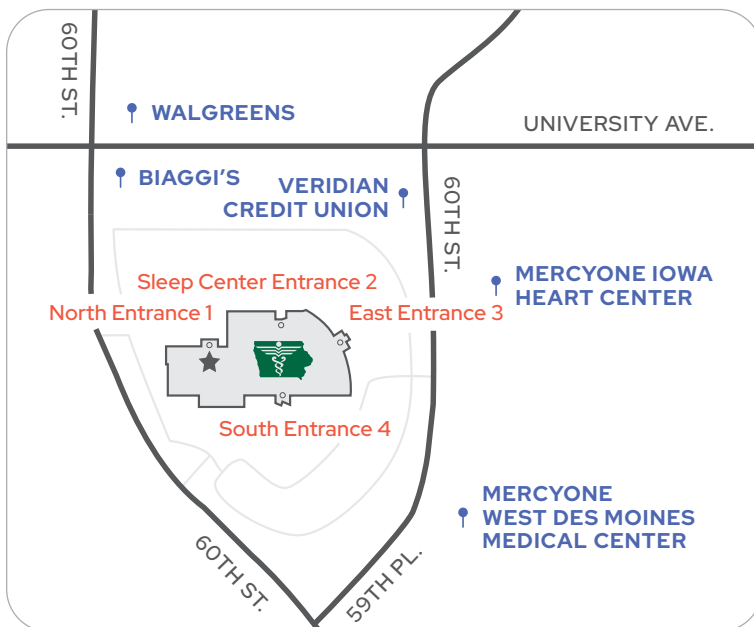 60TH ST.
WALGREENS
UNIVERSITY AVE.
BIAGGI'S
VERIDIAN
CREDIT UNION
60TH ST.
MERCYONE IOWA
HEART CENTER
Sleep Center Entrance 2
North Entrance 1
East Entrance 3
South Entrance 4
MERCYONE
WEST DES MOINES
MEDICAL CENTER
60TH ST.
59TH PL.